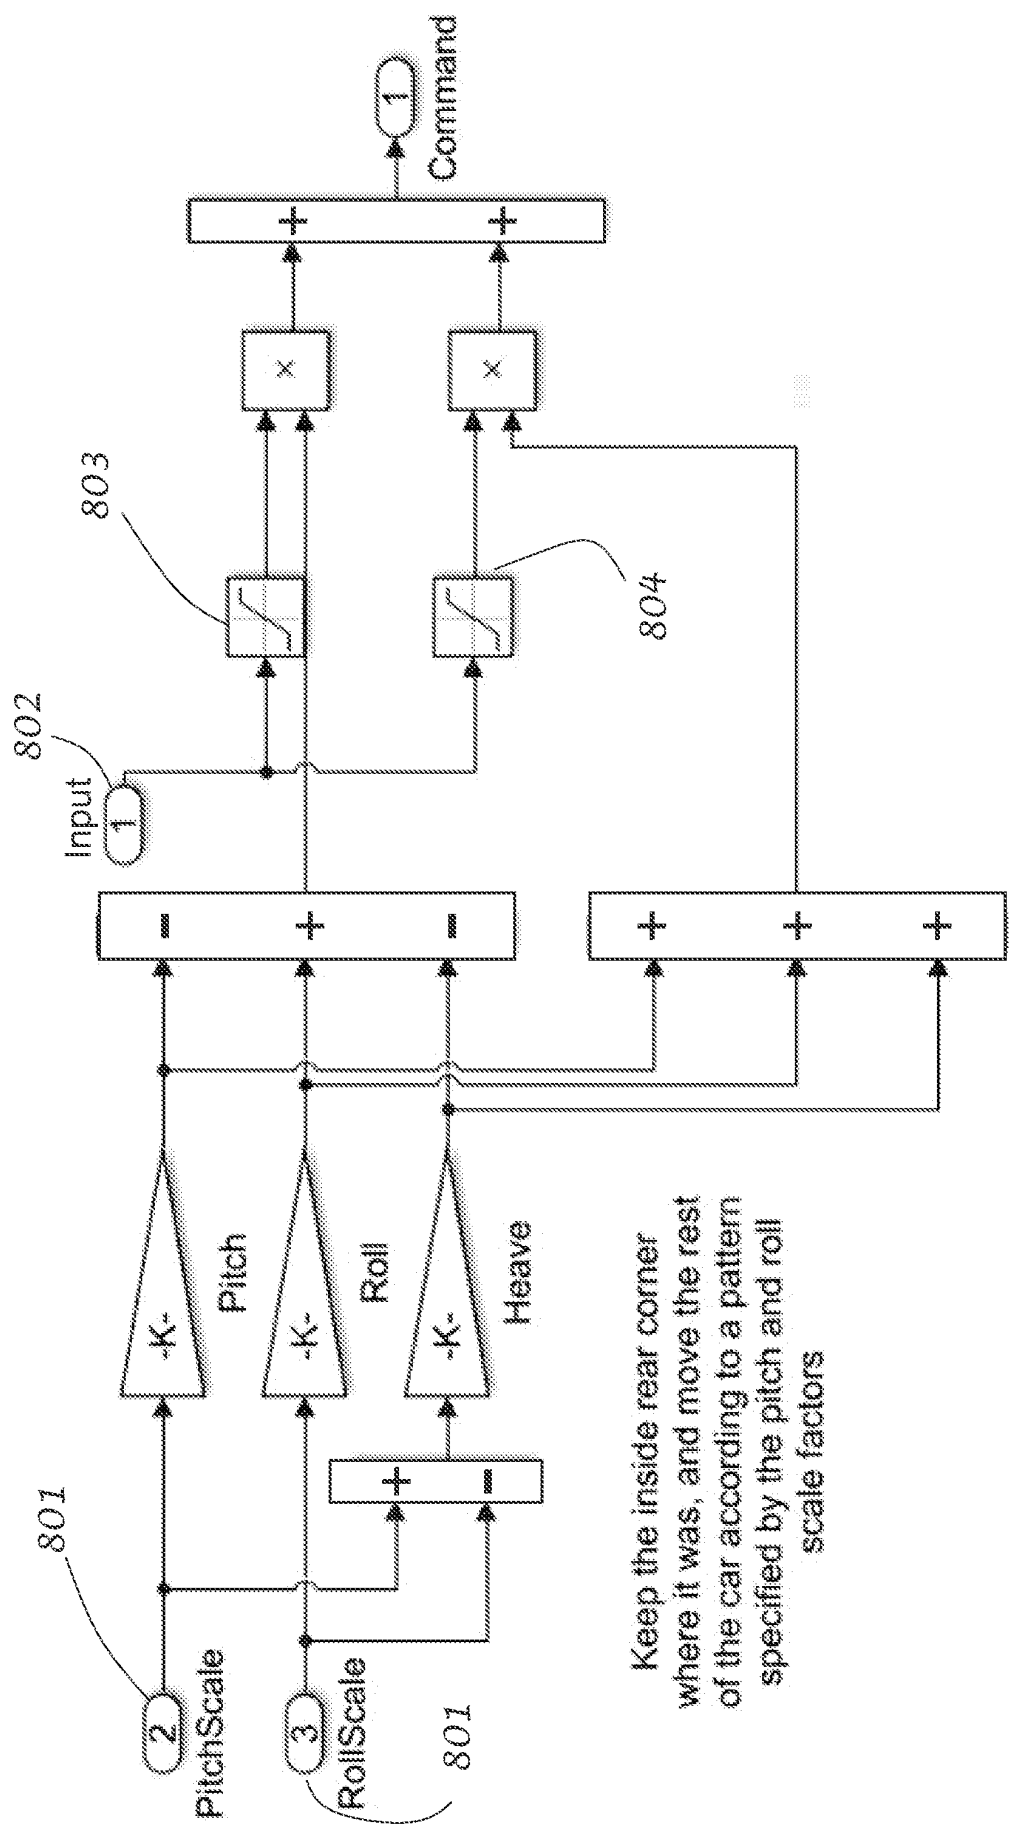 801
2
PitchScale
3
RollScale
801
+
-
-K-
Pitch
-K-
Roll
-K-
Heave
-
+
-
+
+
+
Input
1
802
803
804
×
×
+
+
1
Command
Keep the inside rear corner
where it was, and move the rest
of the car according to a pattern
specified by the pitch and roll
scale factors